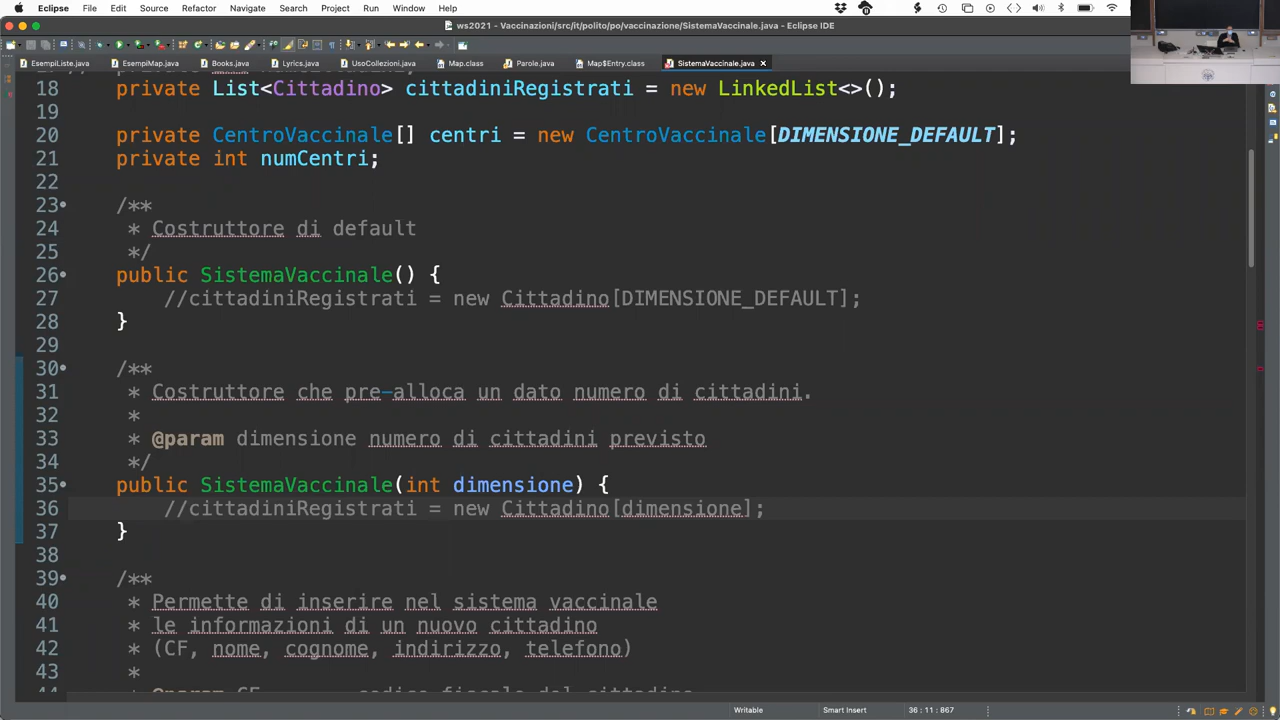 Eclipse File Edit Source Refactor Navigate Search Project Run Window Help
ws2021 - Vaccinazioni/src/it/polito/po/vaccinazione/SistemaVaccinale.java - Eclipse IDE
EsempiListe.java EsempiMap.java Books.java Lyrics.java UsoCollezioni.java Map.class Parole.java Map$Entry.class SistemaVaccinale.java
18 private List<Cittadino> cittadiniRegistrati = new LinkedList<>();
19
20 private CentroVaccinale[] centri = new CentroVaccinale[DIMENSIONE_DEFAULT];
21 private int numCentri;
22
23 /**
24 * Costruttore di default
25 */
26 public SistemaVaccinale() {
27 //cittadiniRegistrati = new Cittadino[DIMENSIONE_DEFAULT];
28 }
29
30 /**
31 * Costruttore che pre-alloca un dato numero di cittadini.
32 *
33 * @param dimensione numero di cittadini previsto
34 */
35 public SistemaVaccinale(int dimensione) {
36 //cittadiniRegistrati = new Cittadino[dimensione];
37 }
38
39 /**
40 * Permette di inserire nel sistema vaccinale
41 * le informazioni di un nuovo cittadino
42 * (CF, nome, cognome, indirizzo, telefono)
43 *
44 * @param CF codice fiscale del cittadino
Writable Smart Insert 36 : 11 : 867